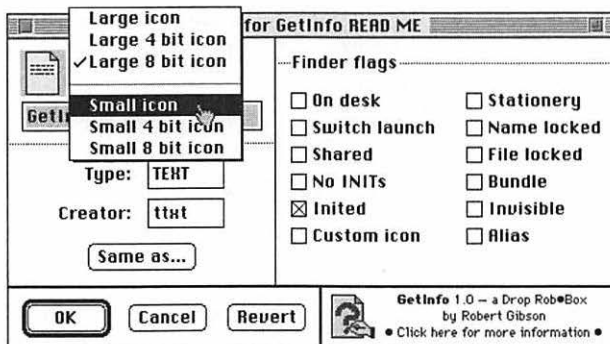 Large icon
Large 4 bit icon
✓Large 8 bit icon
Small icon
Small 4 bit icon
Small 8 bit icon
for GetInfo READ ME
GetIn
Type: TEXT
Creator: ttxt
Same as...
Finder flags
On desk
Switch launch
Shared
No INITs
Inited
Custom icon
Stationery
Name locked
File locked
Bundle
Invisible
Alias
OK
Cancel
Revert
GetInfo 1.0 – a Drop Rob●Box
by Robert Gibson
● Click here for more information ●